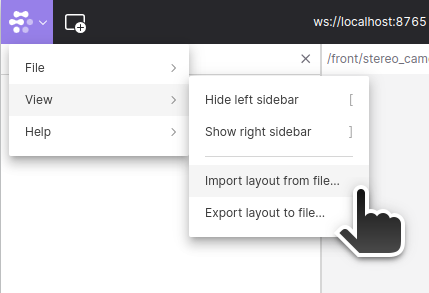 ws://localhost:8765
File
/front/stereo_cam
View
Help
Hide left sidebar [
Show right sidebar ]
Import layout from file...
Export layout to file...